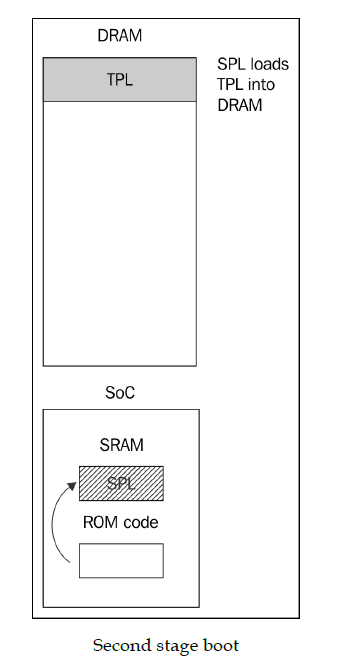 DRAM
TPL
SPL loads
TPL into
DRAM
SoC
SRAM
SPL
ROM code
Second stage boot